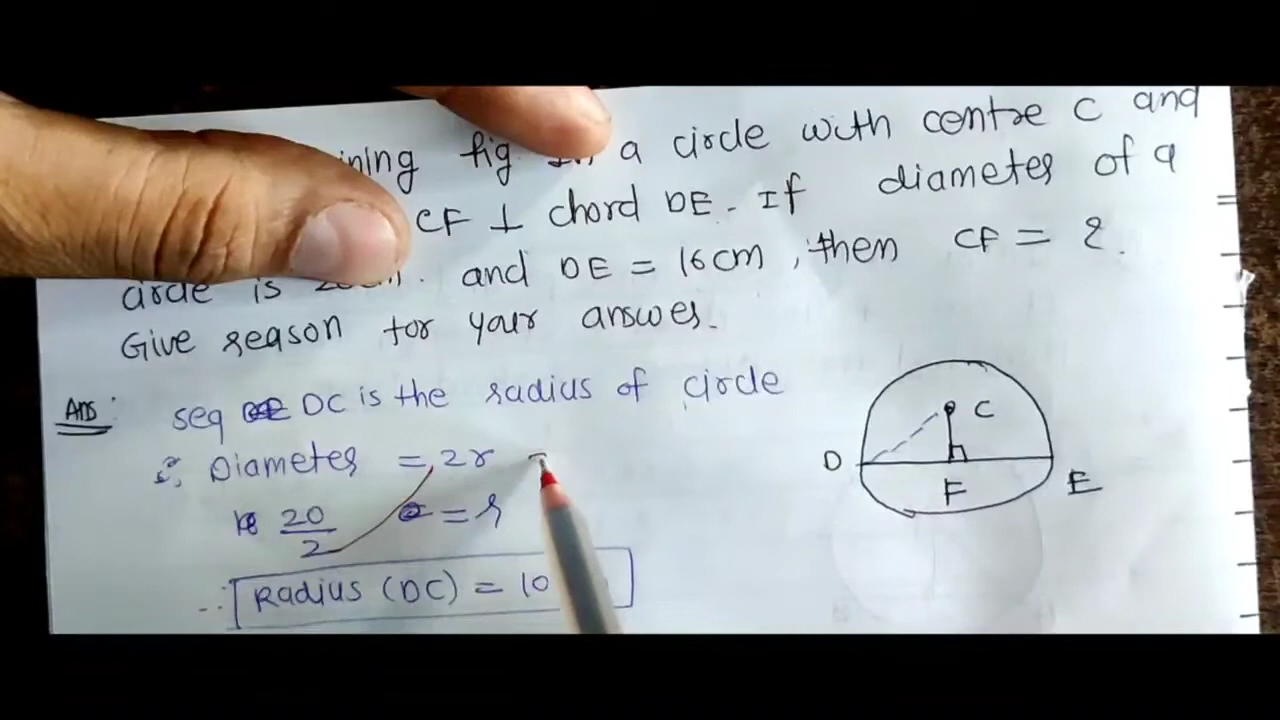 fig a circle with centre C and
CF ⊥ chord DE. If diameter of a
circle is and DE = 16cm, then CF = ?.
Give reason for your answer.
Ans: seg DC is the radius of circle
∴ Diameter = 2r
20/2 = r
∴ Radius (DC) = 10
C
D
F
E